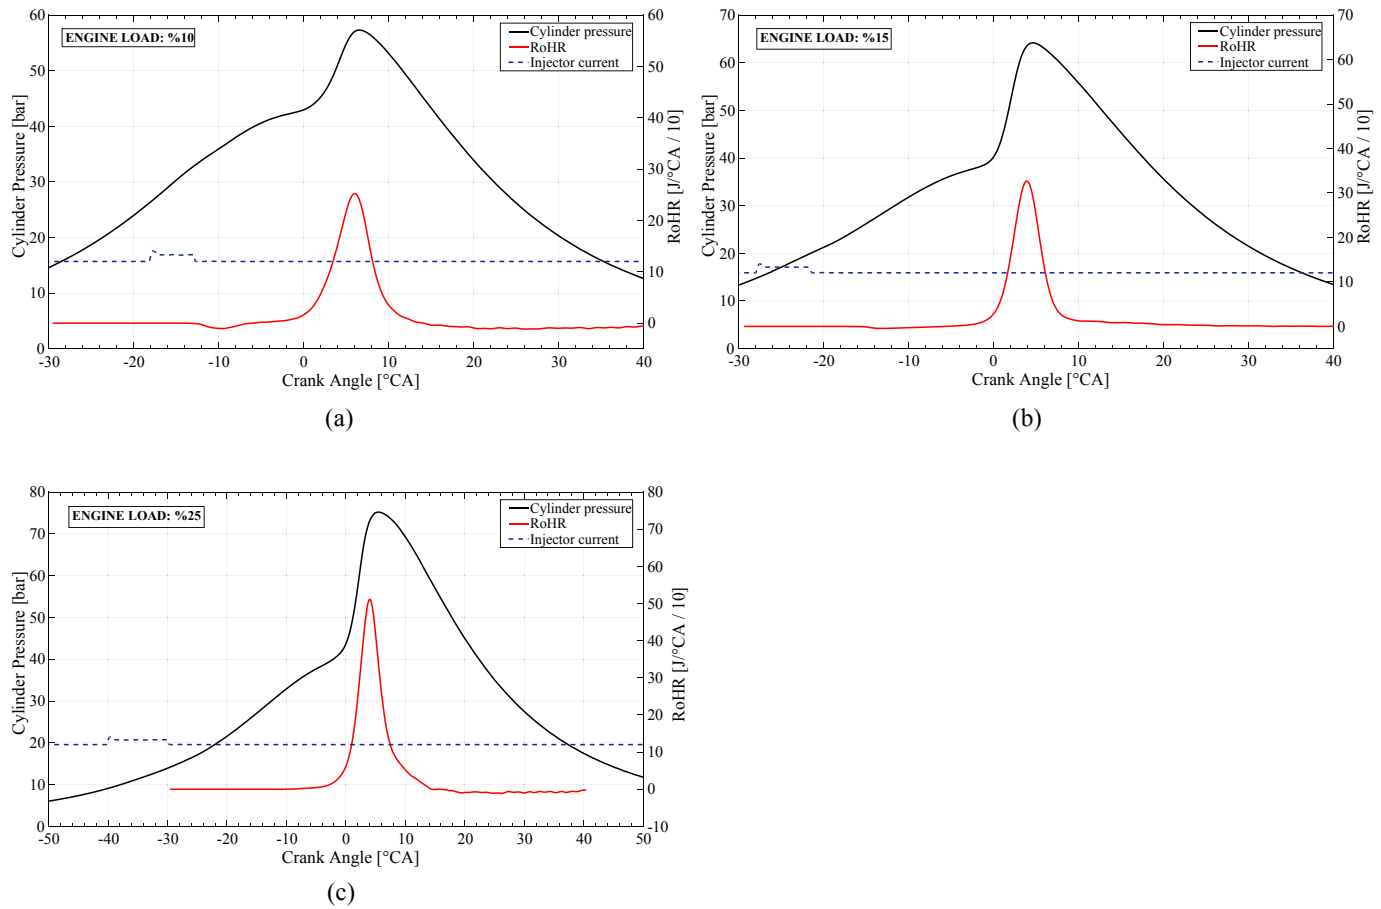 ENGINE LOAD: %10
Cylinder pressure
RoHR
Injector current
60
50
40
30
20
10
0
Cylinder Pressure [bar]
60
50
40
30
20
10
0
RoHR [J/°CA / 10]
-30 -20 -10 0 10 20 30 40
Crank Angle [°CA]
(a)
ENGINE LOAD: %15
Cylinder pressure
RoHR
Injector current
70
60
50
40
30
20
10
0
Cylinder Pressure [bar]
70
60
50
40
30
20
10
0
RoHR [J/°CA / 10]
-30 -20 -10 0 10 20 30 40
Crank Angle [°CA]
(b)
ENGINE LOAD: %25
Cylinder pressure
RoHR
Injector current
80
70
60
50
40
30
20
10
0
Cylinder Pressure [bar]
80
70
60
50
40
30
20
10
0
-10
RoHR [J/°CA / 10]
-50 -40 -30 -20 -10 0 10 20 30 40 50
Crank Angle [°CA]
(c)